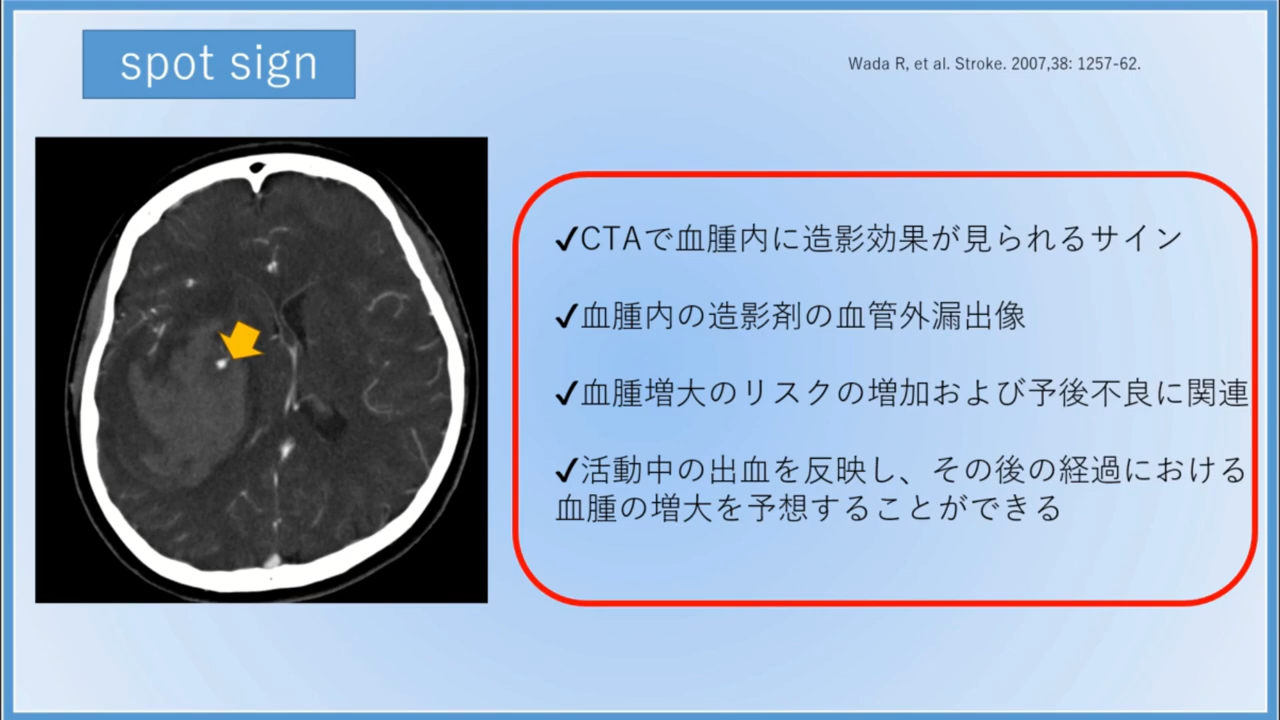 spot sign
Wada R, et al. Stroke. 2007,38: 1257-62.
✓CTAで血腫内に造影効果が見られるサイン
✓血腫内の造影剤の血管外漏出像
✓血腫増大のリスクの増加および予後不良に関連
✓活動中の出血を反映し、その後の経過における
血腫の増大を予想することができる